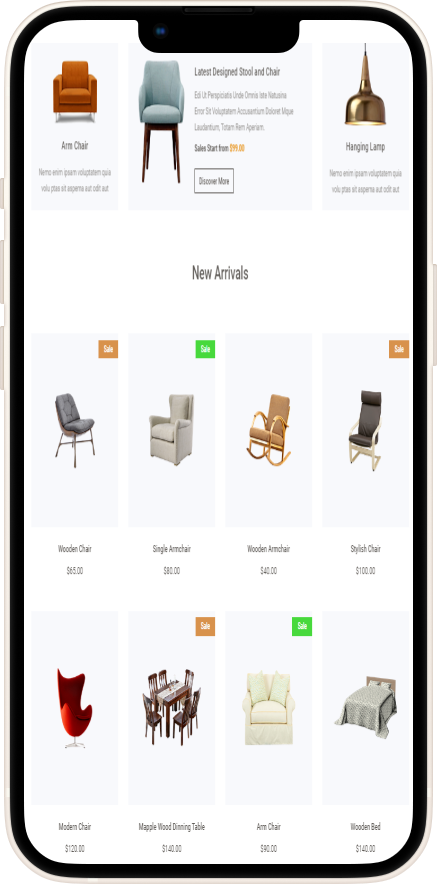 Arm Chair
Nemo enim ipsam voluptatem quia
volu ptas sit asperna aut odit aut
Latest Designed Stool and Chair
Edi Ut Perspiciatis Unde Omnis Iste Natusina
Error Sit Voluptatem Accusantium Doloret Mque
Laudantium, Totam Rem Aperiam.
Sales Start from $99.00
Discover More
Hanging Lamp
Nemo enim ipsam voluptatem quia
volu ptas sit asperna aut odit aut
New Arrivals
Sale
Sale
Sale
Wooden Chair
Single Armchair
Wooden Armchair
Stylish Chair
$65.00
$80.00
$40.00
$100.00
Sale
Sale
Modern Chair
Mapple Wood Dinning Table
Arm Chair
Wooden Bed
$120.00
$140.00
$90.00
$140.00